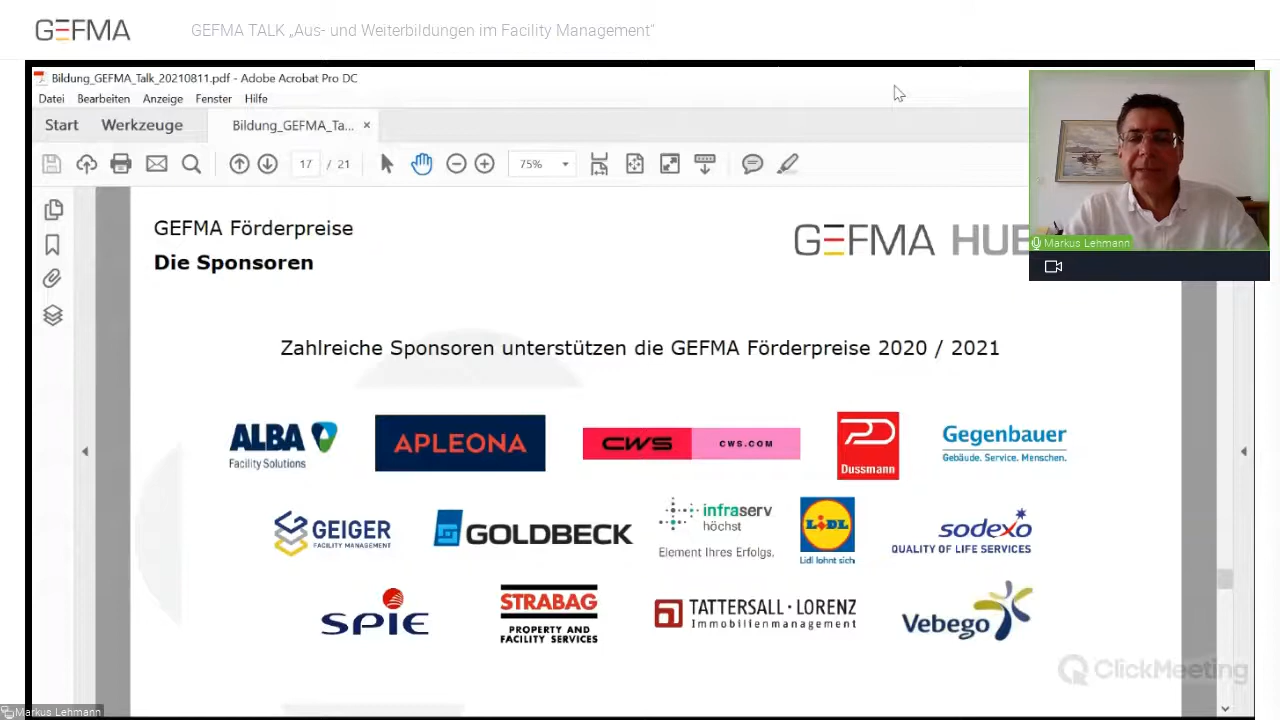 GEFMA
GEFMA TALK „Aus- und Weiterbildungen im Facility Management“
Bildung_GEFMA_Talk_20210811.pdf - Adobe Acrobat Pro DC
Datei Bearbeiten Anzeige Fenster Hilfe
Start Werkzeuge Bildung_GEFMA_Ta... ×
17 / 21 75%
Markus Lehmann
GEFMA Förderpreise
Die Sponsoren
GEFMA HUB
Zahlreiche Sponsoren unterstützen die GEFMA Förderpreise 2020 / 2021
ALBA
Facility Solutions
APLEONA
CWS CWS.COM
Dussmann
Gegenbauer
Gebäude. Service. Menschen.
GEIGER
FACILITY MANAGEMENT
GOLDBECK
infraserv
höchst
Element Ihres Erfolgs.
LIDL
Lidl lohnt sich
sodexo
QUALITY OF LIFE SERVICES
SPIE
STRABAG
PROPERTY AND
FACILITY SERVICES
TATTERSALL·LORENZ
Immobilienmanagement
Vebego
ClickMeeting
Markus Lehmann